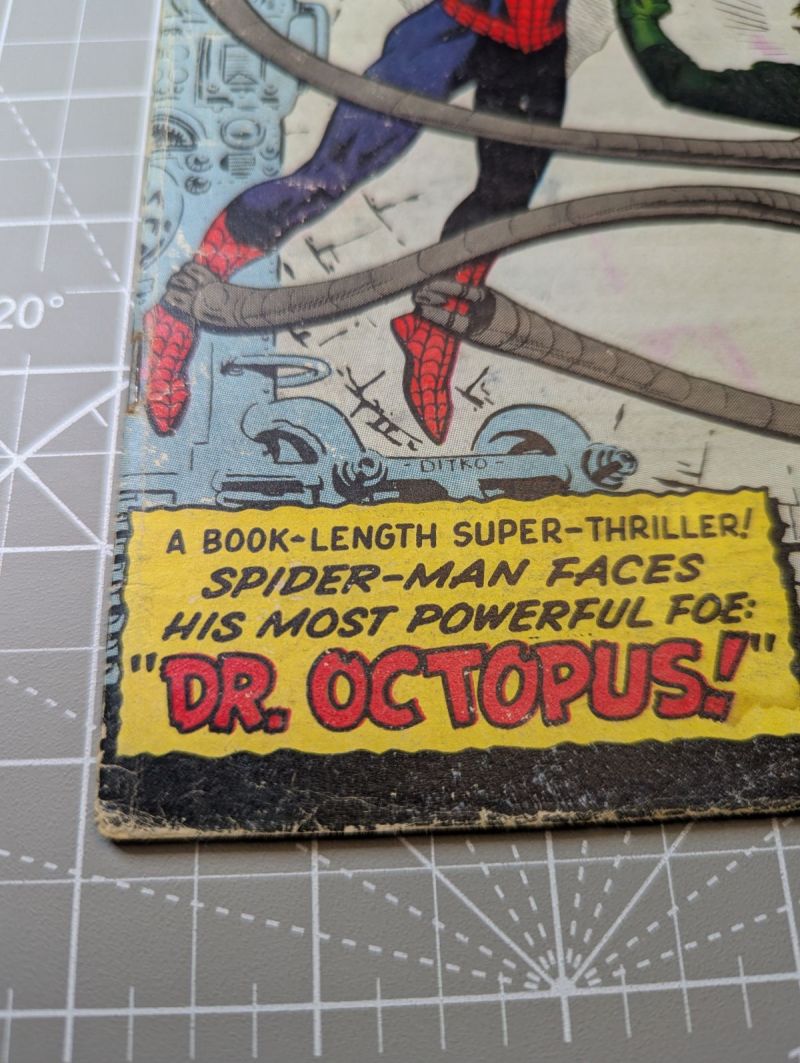 20°
- DITKO -
A BOOK-LENGTH SUPER-THRILLER!
SPIDER-MAN FACES
HIS MOST POWERFUL FOE:
"DR. OCTOPUS!"